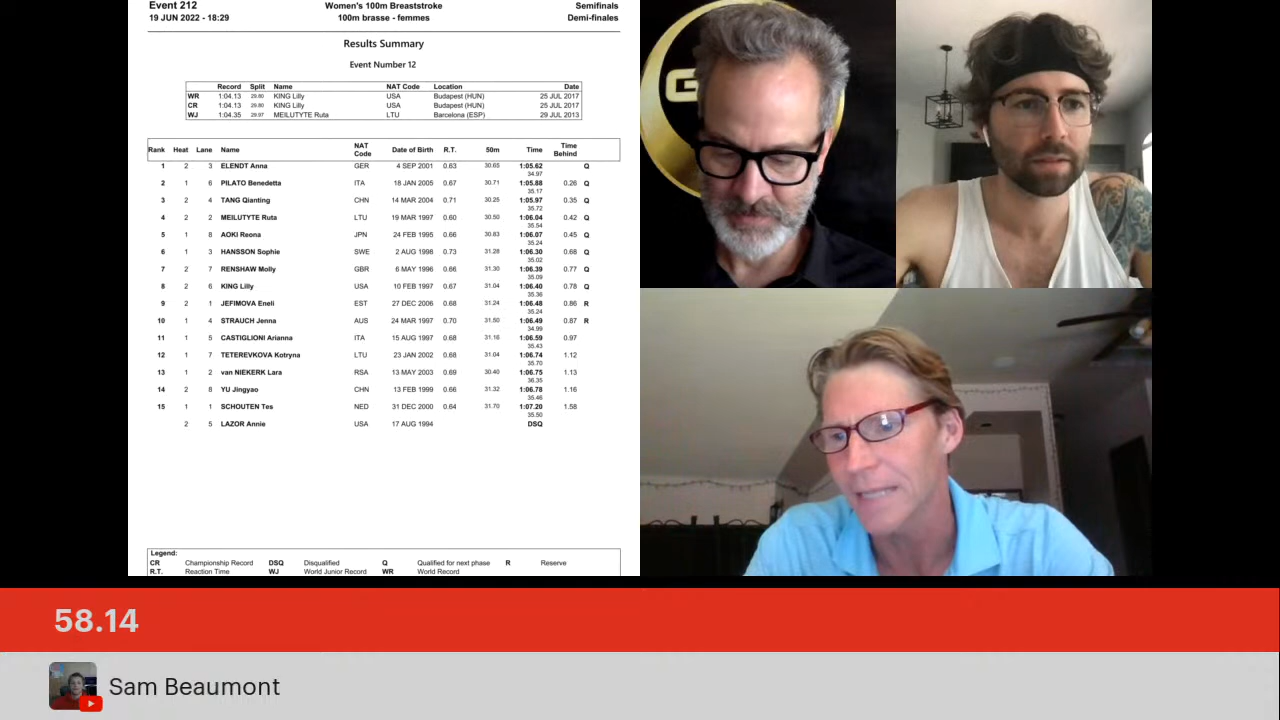 Event 212 Women's 100m Breaststroke Semifinals
19 JUN 2022 - 18:29 100m brasse - femmes Demi-finales
Results Summary
Event Number 12
Record Split Name NAT Code Location Date
WR 1:04.13 29.80 KING Lilly USA Budapest (HUN) 25 JUL 2017
CR 1:04.13 29.80 KING Lilly USA Budapest (HUN) 25 JUL 2017
WJ 1:04.35 29.97 MEILUTYTE Ruta LTU Barcelona (ESP) 29 JUL 2013
Rank Heat Lane Name NAT Code Date of Birth R.T. 50m Time Time Behind
1 2 3 ELENDT Anna GER 4 SEP 2001 0.63 30.65 1:05.62 Q
34.97
2 1 6 PILATO Benedetta ITA 18 JAN 2005 0.67 30.71 1:05.88 0.26 Q
35.17
3 2 4 TANG Qianting CHN 14 MAR 2004 0.71 30.25 1:05.97 0.35 Q
35.72
4 2 2 MEILUTYTE Ruta LTU 19 MAR 1997 0.60 30.50 1:06.04 0.42 Q
35.54
5 1 8 AOKI Reona JPN 24 FEB 1995 0.66 30.83 1:06.07 0.45 Q
35.24
6 1 3 HANSSON Sophie SWE 2 AUG 1998 0.73 31.28 1:06.30 0.68 Q
35.02
7 2 7 RENSHAW Molly GBR 6 MAY 1996 0.66 31.30 1:06.39 0.77 Q
35.09
8 2 6 KING Lilly USA 10 FEB 1997 0.67 31.04 1:06.40 0.78 Q
35.36
9 2 1 JEFIMOVA Eneli EST 27 DEC 2006 0.68 31.24 1:06.48 0.86 R
35.24
10 1 4 STRAUCH Jenna AUS 24 MAR 1997 0.70 31.50 1:06.49 0.87 R
34.99
11 1 5 CASTIGLIONI Arianna ITA 15 AUG 1997 0.68 31.16 1:06.59 0.97
35.43
12 1 7 TETEREVKOVA Kotryna LTU 23 JAN 2002 0.68 31.04 1:06.74 1.12
35.70
13 1 2 van NIEKERK Lara RSA 13 MAY 2003 0.69 30.40 1:06.75 1.13
36.35
14 2 8 YU Jingyao CHN 13 FEB 1999 0.66 31.32 1:06.78 1.16
35.46
15 1 1 SCHOUTEN Tes NED 31 DEC 2000 0.64 31.70 1:07.20 1.58
35.50
2 5 LAZOR Annie USA 17 AUG 1994 DSQ
Legend:
CR Championship Record DSQ Disqualified Q Qualified for next phase R Reserve
R.T. Reaction Time WJ World Junior Record WR World Record
58.14
Sam Beaumont